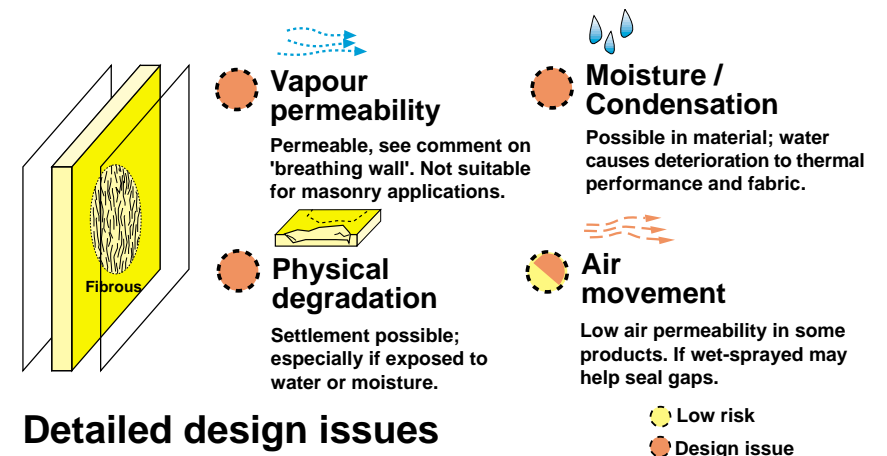 Fibrous
Vapour
permeability
Permeable, see comment on
'breathing wall'. Not suitable
for masonry applications.
Moisture /
Condensation
Possible in material; water
causes deterioration to thermal
performance and fabric.
Physical
degradation
Settlement possible;
especially if exposed to
water or moisture.
Air
movement
Low air permeability in some
products. If wet-sprayed may
help seal gaps.
Detailed design issues
Low risk
Design issue